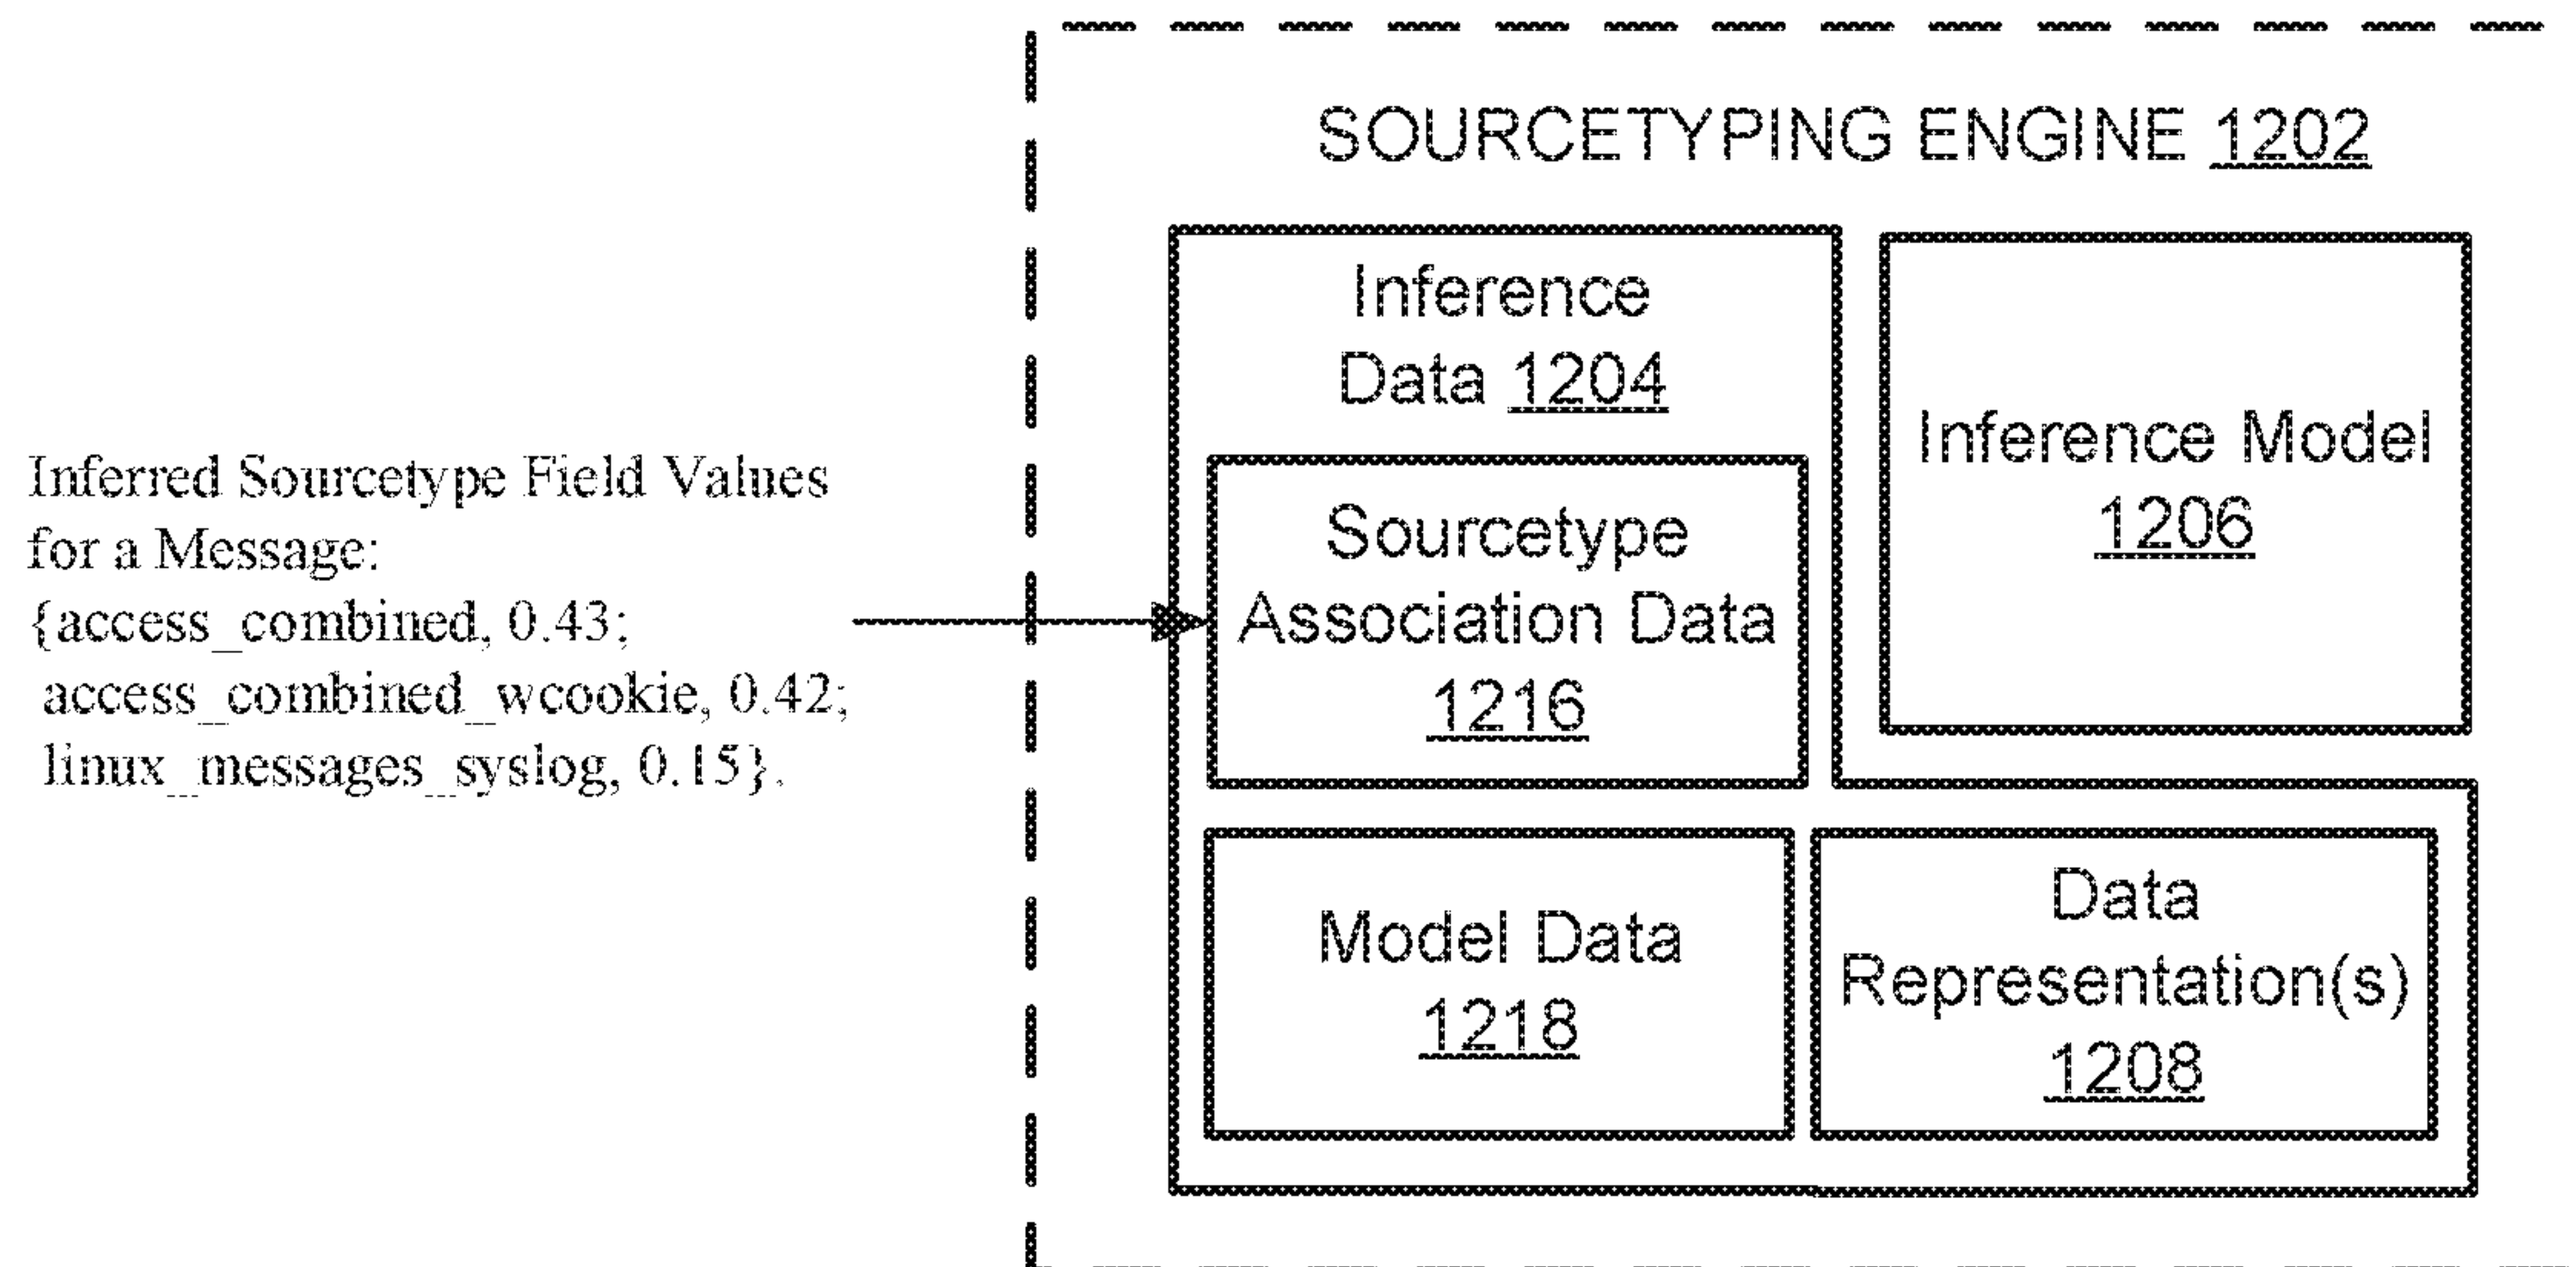 SOURCETYPING ENGINE 1202
Inference
Data 1204
Inference Model
1206
Inferred Sourcetype Field Values
for a Message:
{access_combined, 0.43;
access_combined_wcookie, 0.42;
linux_messages_syslog, 0.15}.
Sourcetype
Association Data
1216
Model Data
1218
Data
Representation(s)
1208